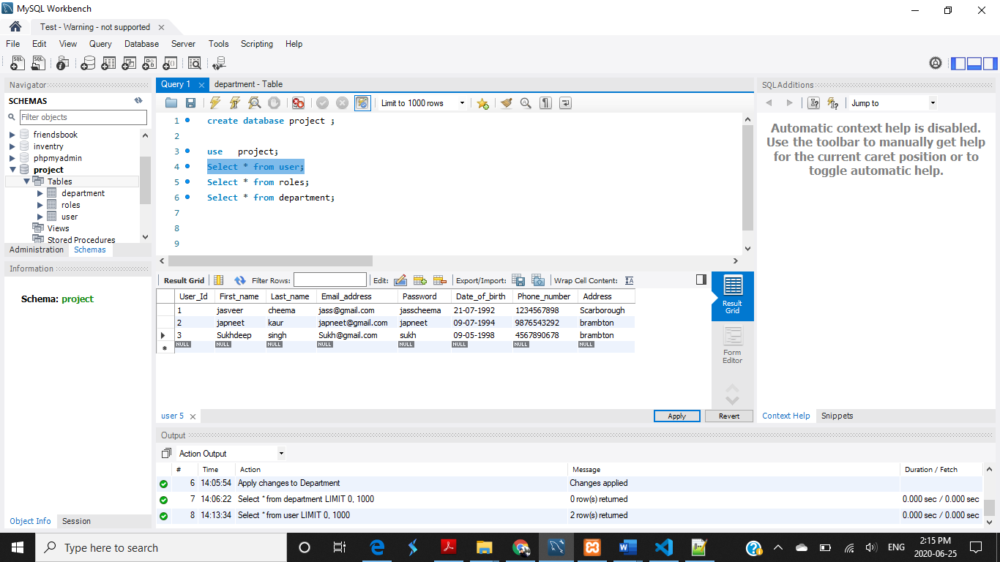 MySQL Workbench
Test - Warning - not supported
File Edit View Query Database Server Tools Scripting Help
Navigator
SCHEMAS
Filter objects
friendsbook
inventry
phpmyadmin
project
Tables
department
roles
user
Views
Stored Procedures
Administration Schemas
Information
Schema: project
Object Info Session
Query 1 department - Table
Limit to 1000 rows
1 create database project ;
2
3 use project;
4 Select * from user;
5 Select * from roles;
6 Select * from department;
7
8
9
Result Grid Filter Rows: Edit: Export/Import: Wrap Cell Content:
User_Id First_name Last_name Email_address Password Date_of_birth Phone_number Address
1 jasveer cheema jass@gmail.com jasscheema 21-07-1992 1234567898 Scarborough
2 japneet kaur japneet@gmail.com japneet 09-07-1994 9876543292 brambton
3 Sukhdeep singh Sukh@gmail.com sukh 09-05-1998 4567890678 brambton
NULL NULL NULL NULL NULL NULL NULL NULL
Result Grid
Form Editor
user 5 Apply Revert
SQLAdditions
Jump to
Automatic context help is disabled.
Use the toolbar to manually get help
for the current caret position or to
toggle automatic help.
Context Help Snippets
Output
Action Output
# Time Action Message Duration / Fetch
6 14:05:54 Apply changes to Department Changes applied
7 14:06:22 Select * from department LIMIT 0, 1000 0 row(s) returned 0.000 sec / 0.000 sec
8 14:13:34 Select * from user LIMIT 0, 1000 2 row(s) returned 0.000 sec / 0.000 sec
Type here to search
ENG
2:15 PM
2020-06-25